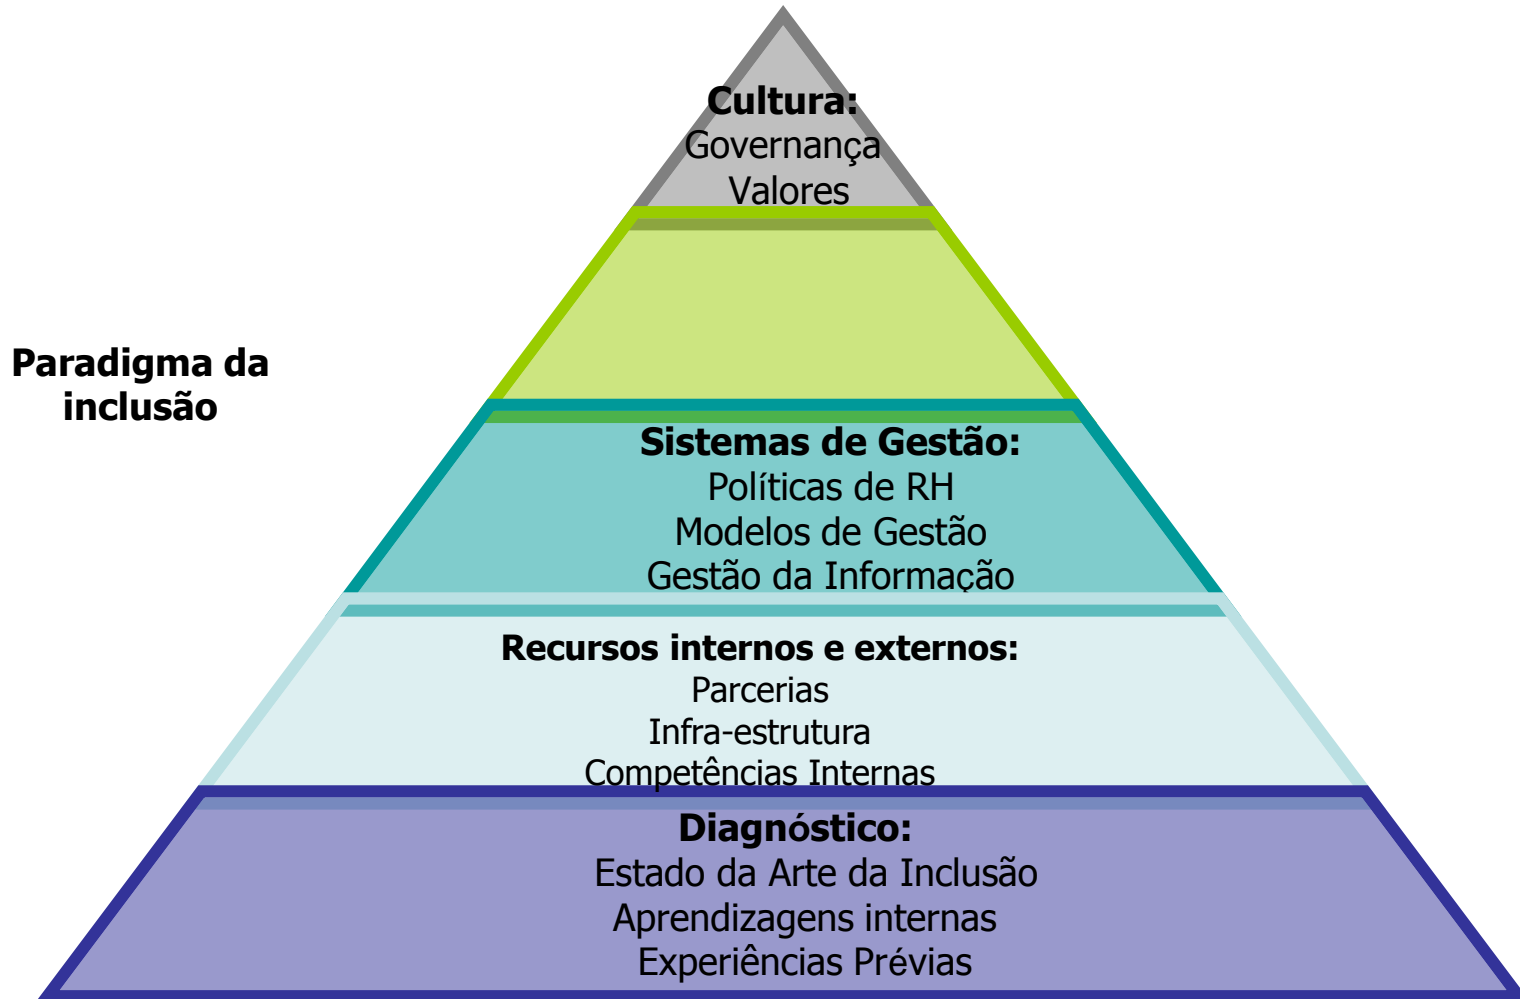 Cultura:
Governança
Valores
Paradigma da
inclusão
Sistemas de Gestão:
Políticas de RH
Modelos de Gestão
Gestão da Informação
Recursos internos e externos:
Parcerias
Infra-estrutura
Competências Internas
Diagnóstico:
Estado da Arte da Inclusão
Aprendizagens internas
Experiências Prévias